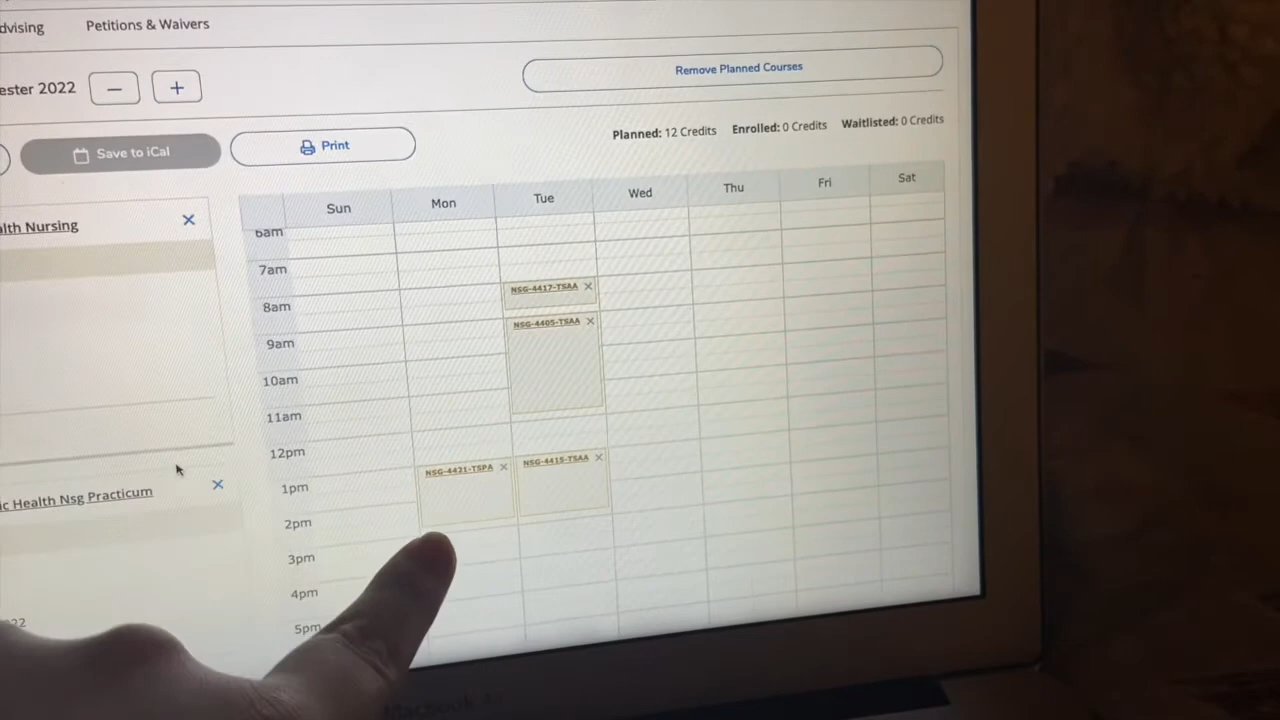 dvising Petitions & Waivers
ester 2022 − +
Remove Planned Courses
Save to iCal Print
Planned: 12 Credits Enrolled: 0 Credits Waitlisted: 0 Credits
Sun Mon Tue Wed Thu Fri Sat
alth Nursing
6am
7am
NSG-4417-TSAA
8am
NSG-4405-TSAA
9am
10am
11am
12pm
NSG-4421-TSPA NSG-4415-TSAA
1pm
ic Health Nsg Practicum
2pm
3pm
4pm
22
5pm
MacBook